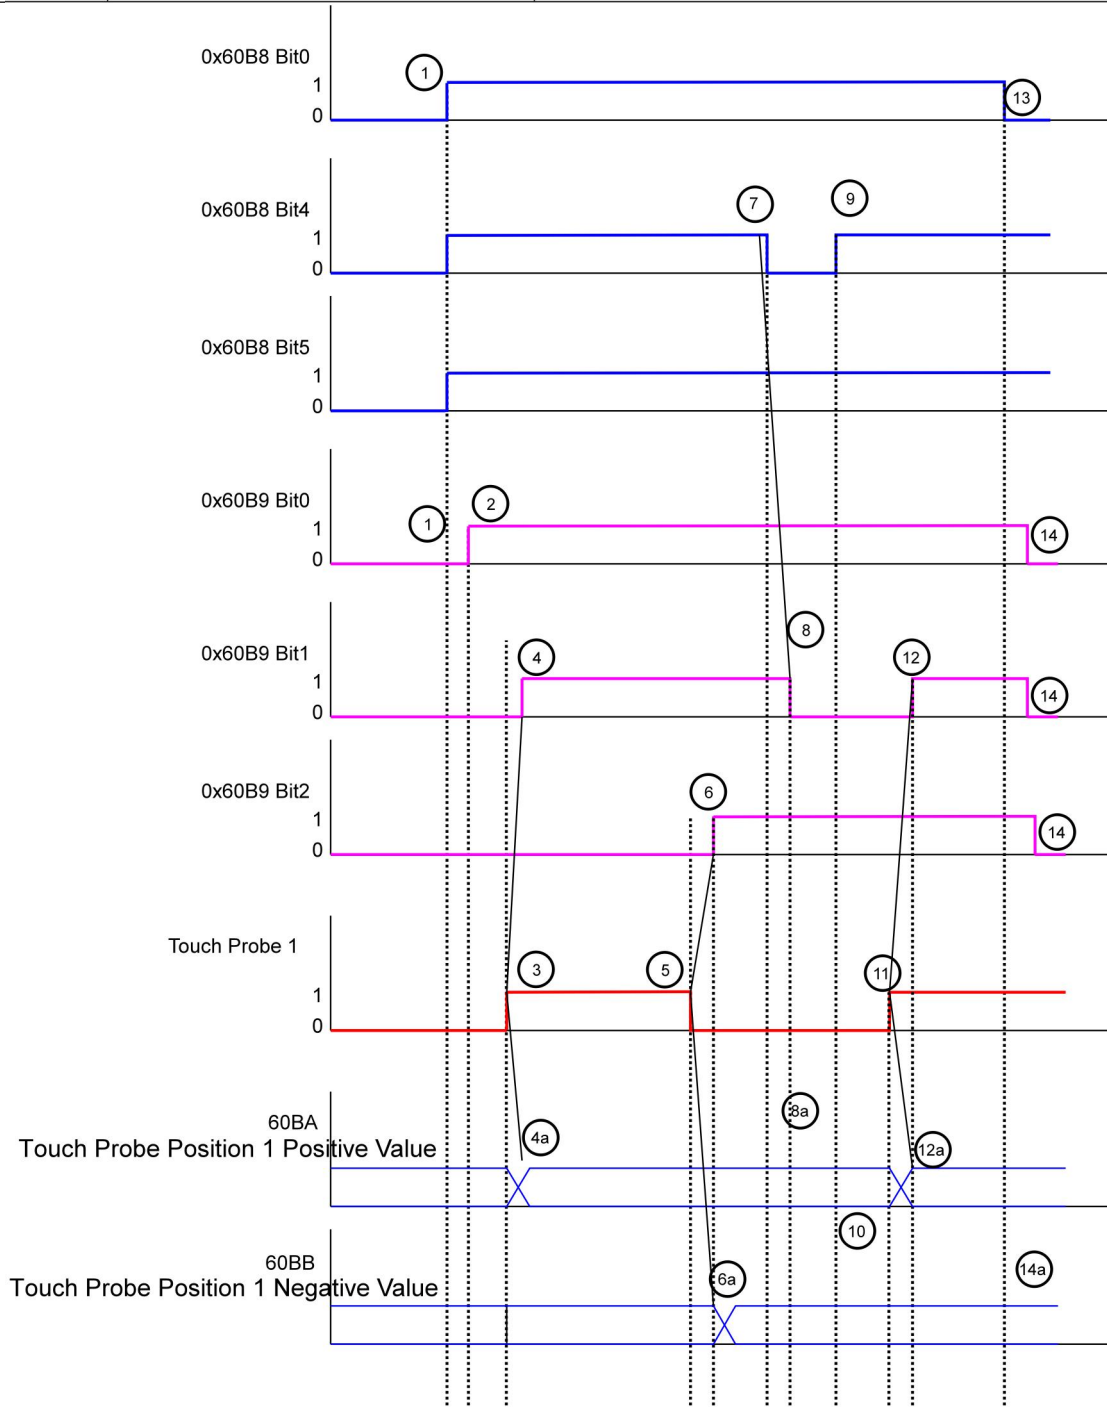 0x60B8 Bit0
1
1
0
13
0x60B8 Bit4
7
9
1
0
0x60B8 Bit5
1
0
0x60B9 Bit0
2
1
1
0
14
0x60B9 Bit1
4
8
12
1
0
14
0x60B9 Bit2
6
1
0
14
Touch Probe 1
3
5
11
1
0
60BA
8a
Touch Probe Position 1 Positive Value
4a
12a
10
60BB
Touch Probe Position 1 Negative Value
6a
14a